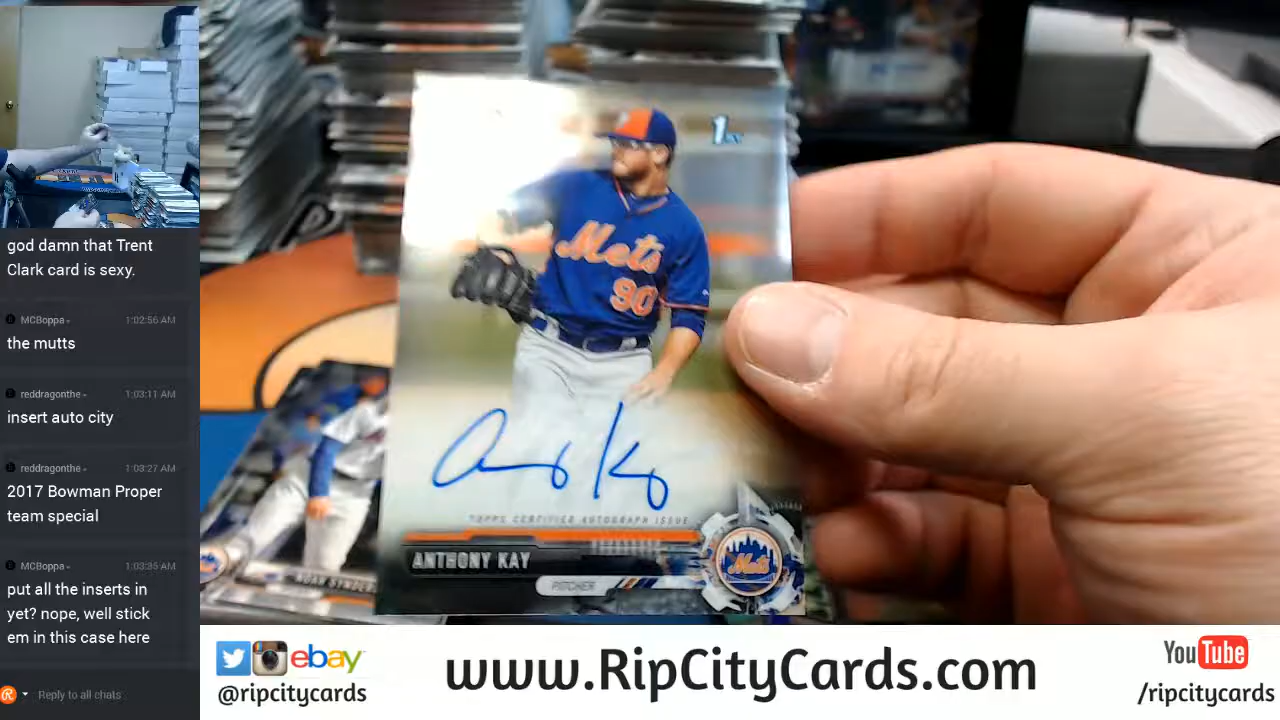 god damn that Trent
Clark card is sexy.
MCBoppa
1:02:56 AM
the mutts
reddragonthe
1:03:11 AM
insert auto city
reddragonthe
1:03:27 AM
2017 Bowman Proper
team special
MCBoppa
1:03:35 AM
put all the inserts in
yet? nope, well stick
em in this case here
Reply to all chats
1st
Mets
90
TOPPS CERTIFIED AUTOGRAPH ISSUE
ANTHONY KAY
PITCHER
Mets
ebay
@ripcitycards
www.RipCityCards.com
YouTube
/ripcitycards